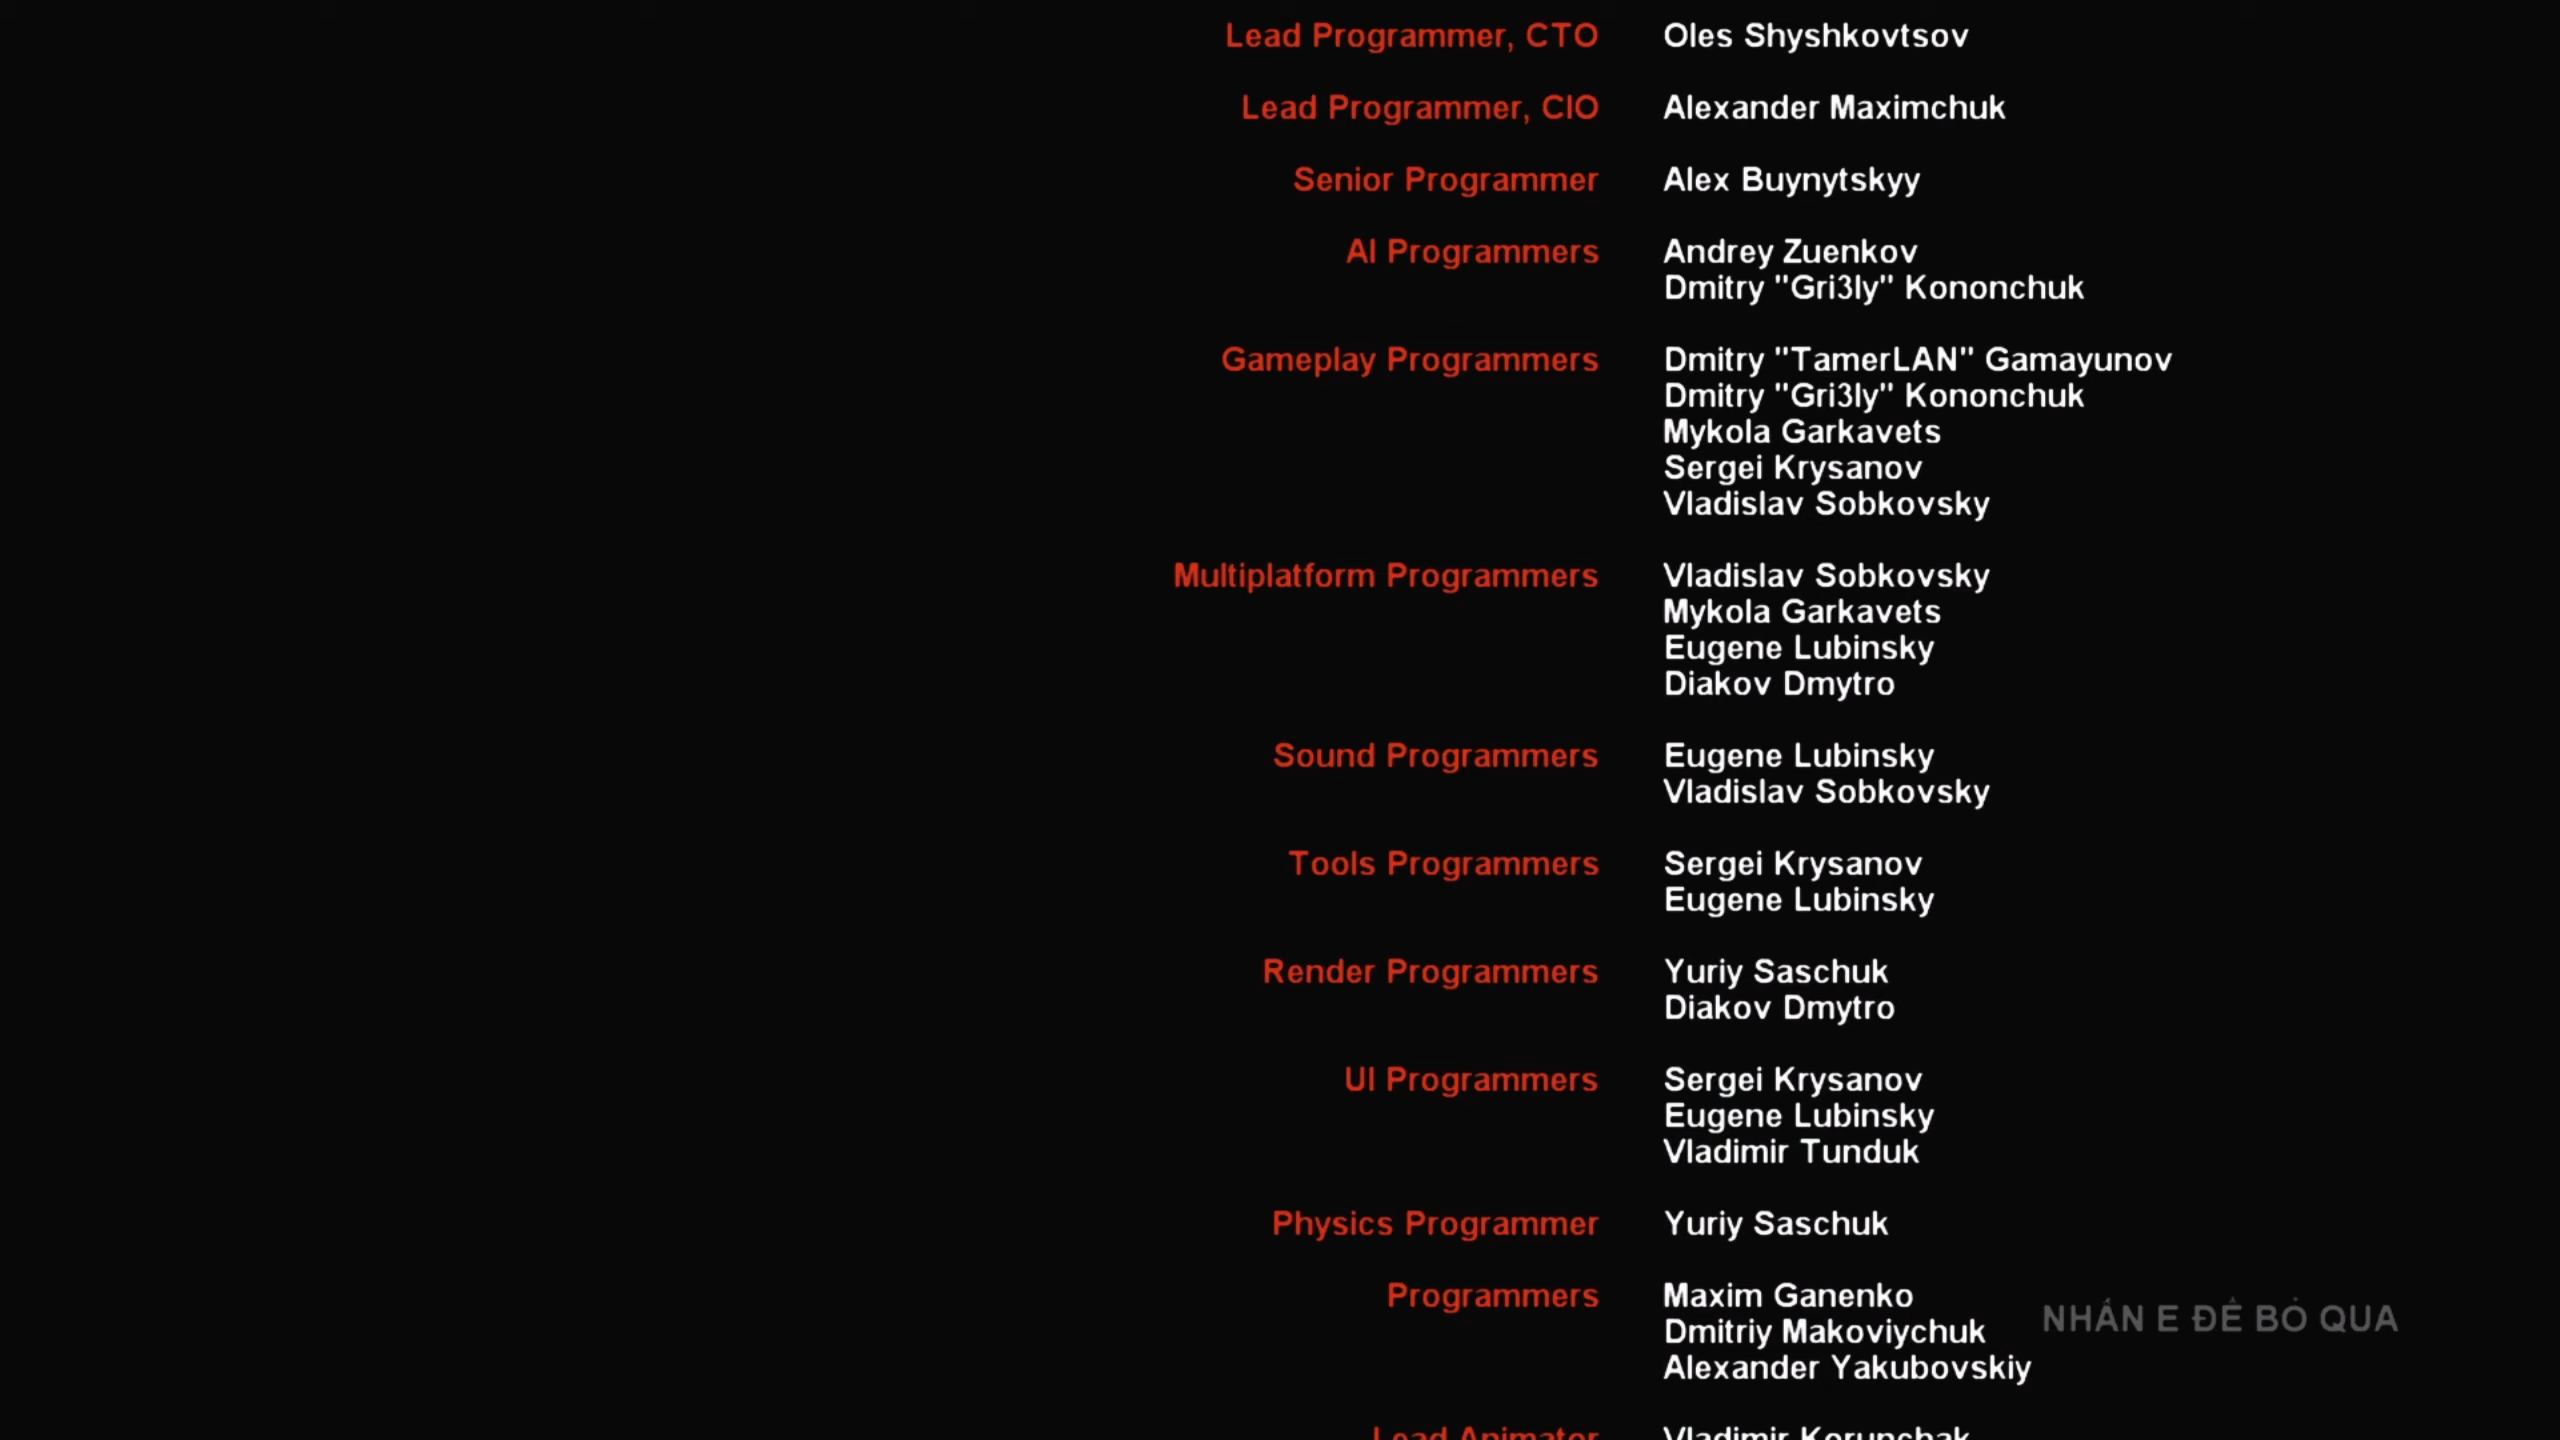 Lead Programmer, CTO Oles Shyshkovtsov
Lead Programmer, CIO Alexander Maximchuk
Senior Programmer Alex Buynytskyy
AI Programmers Andrey Zuenkov
Dmitry "Gri3ly" Kononchuk
Gameplay Programmers Dmitry "TamerLAN" Gamayunov
Dmitry "Gri3ly" Kononchuk
Mykola Garkavets
Sergei Krysanov
Vladislav Sobkovsky
Multiplatform Programmers Vladislav Sobkovsky
Mykola Garkavets
Eugene Lubinsky
Diakov Dmytro
Sound Programmers Eugene Lubinsky
Vladislav Sobkovsky
Tools Programmers Sergei Krysanov
Eugene Lubinsky
Render Programmers Yuriy Saschuk
Diakov Dmytro
UI Programmers Sergei Krysanov
Eugene Lubinsky
Vladimir Tunduk
Physics Programmer Yuriy Saschuk
Programmers Maxim Ganenko
NHẤN E ĐỂ BỎ QUA
Dmitriy Makoviychuk
Alexander Yakubovskiy
Lead Animator Vladimir Korunchak